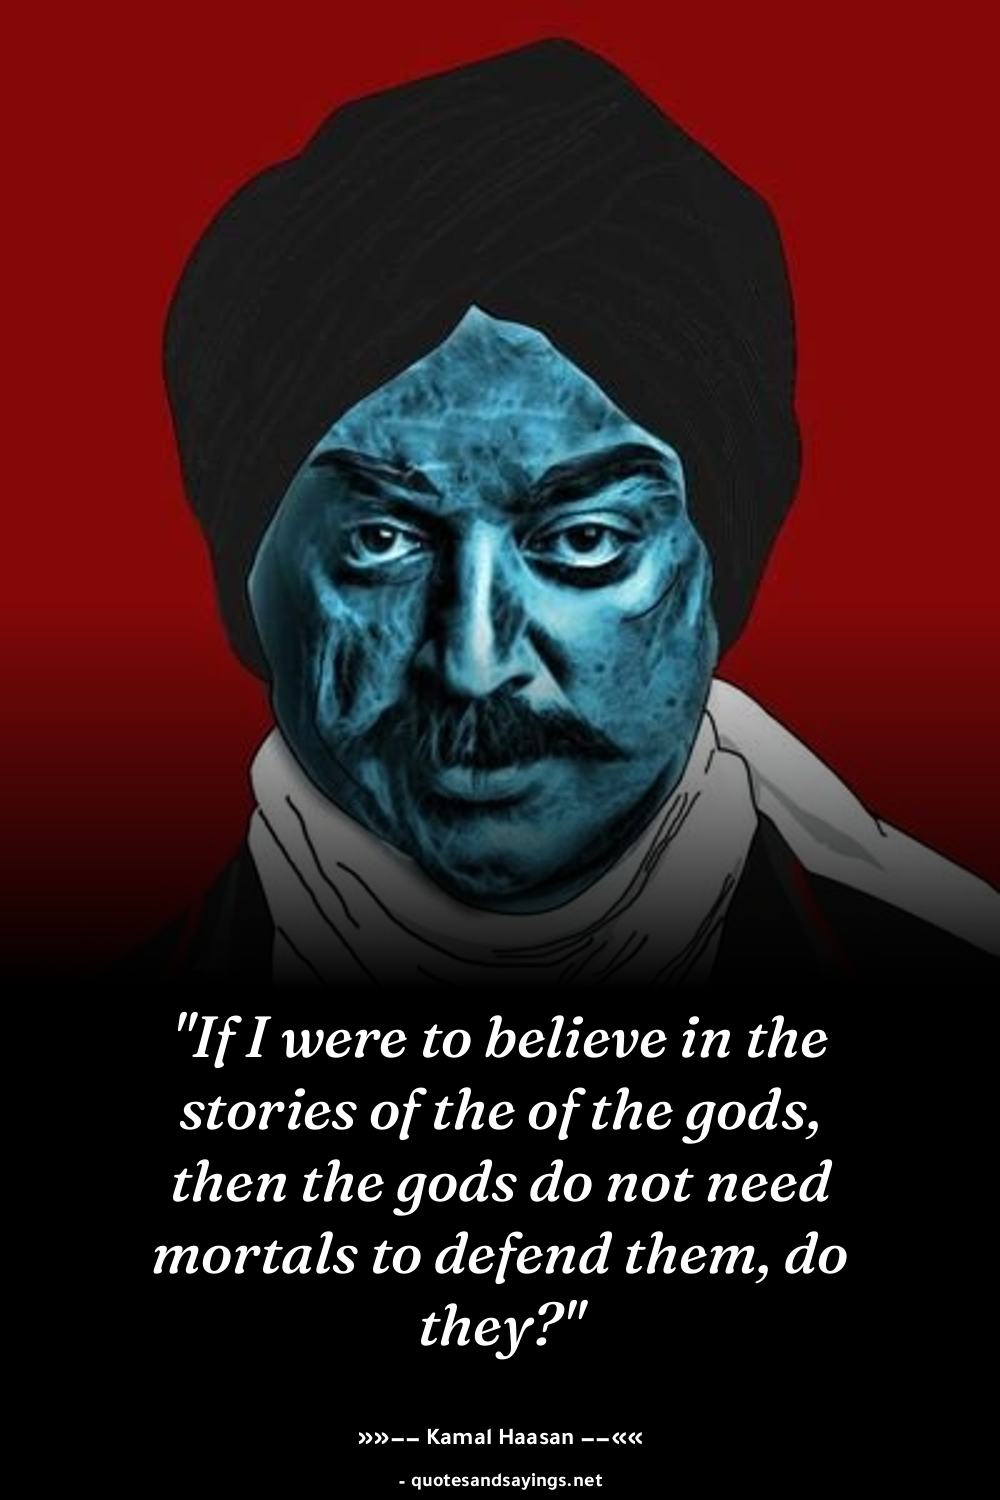 "If I were to believe in the
stories of the of the gods,
then the gods do not need
mortals to defend them, do
they?"
»»–– Kamal Haasan ––««
- quotesandsayings.net